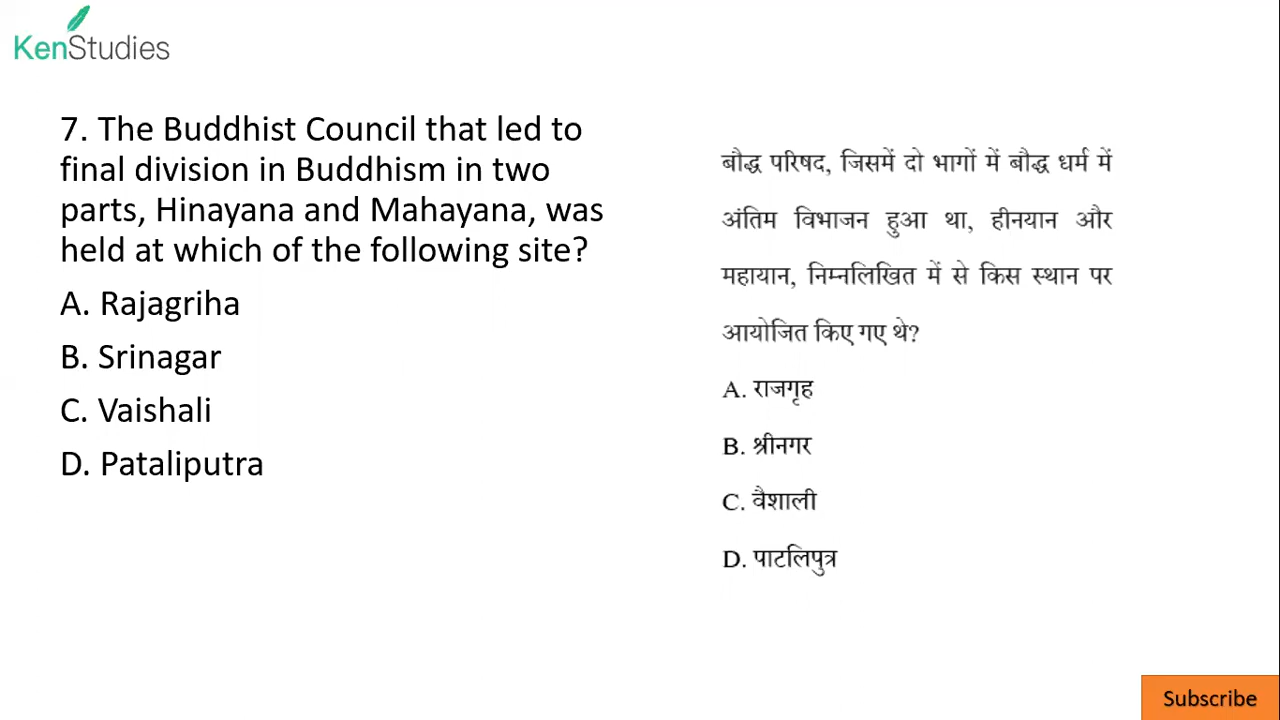 KenStudies
7. The Buddhist Council that led to
final division in Buddhism in two
parts, Hinayana and Mahayana, was
held at which of the following site?
A. Rajagriha
B. Srinagar
C. Vaishali
D. Pataliputra
बौद्ध परिषद, जिसमें दो भागों में बौद्ध धर्म में
अंतिम विभाजन हुआ था, हीनयान और
महायान, निम्नलिखित में से किस स्थान पर
आयोजित किए गए थे?
A. राजगृह
B. श्रीनगर
C. वैशाली
D. पाटलिपुत्र
Subscribe